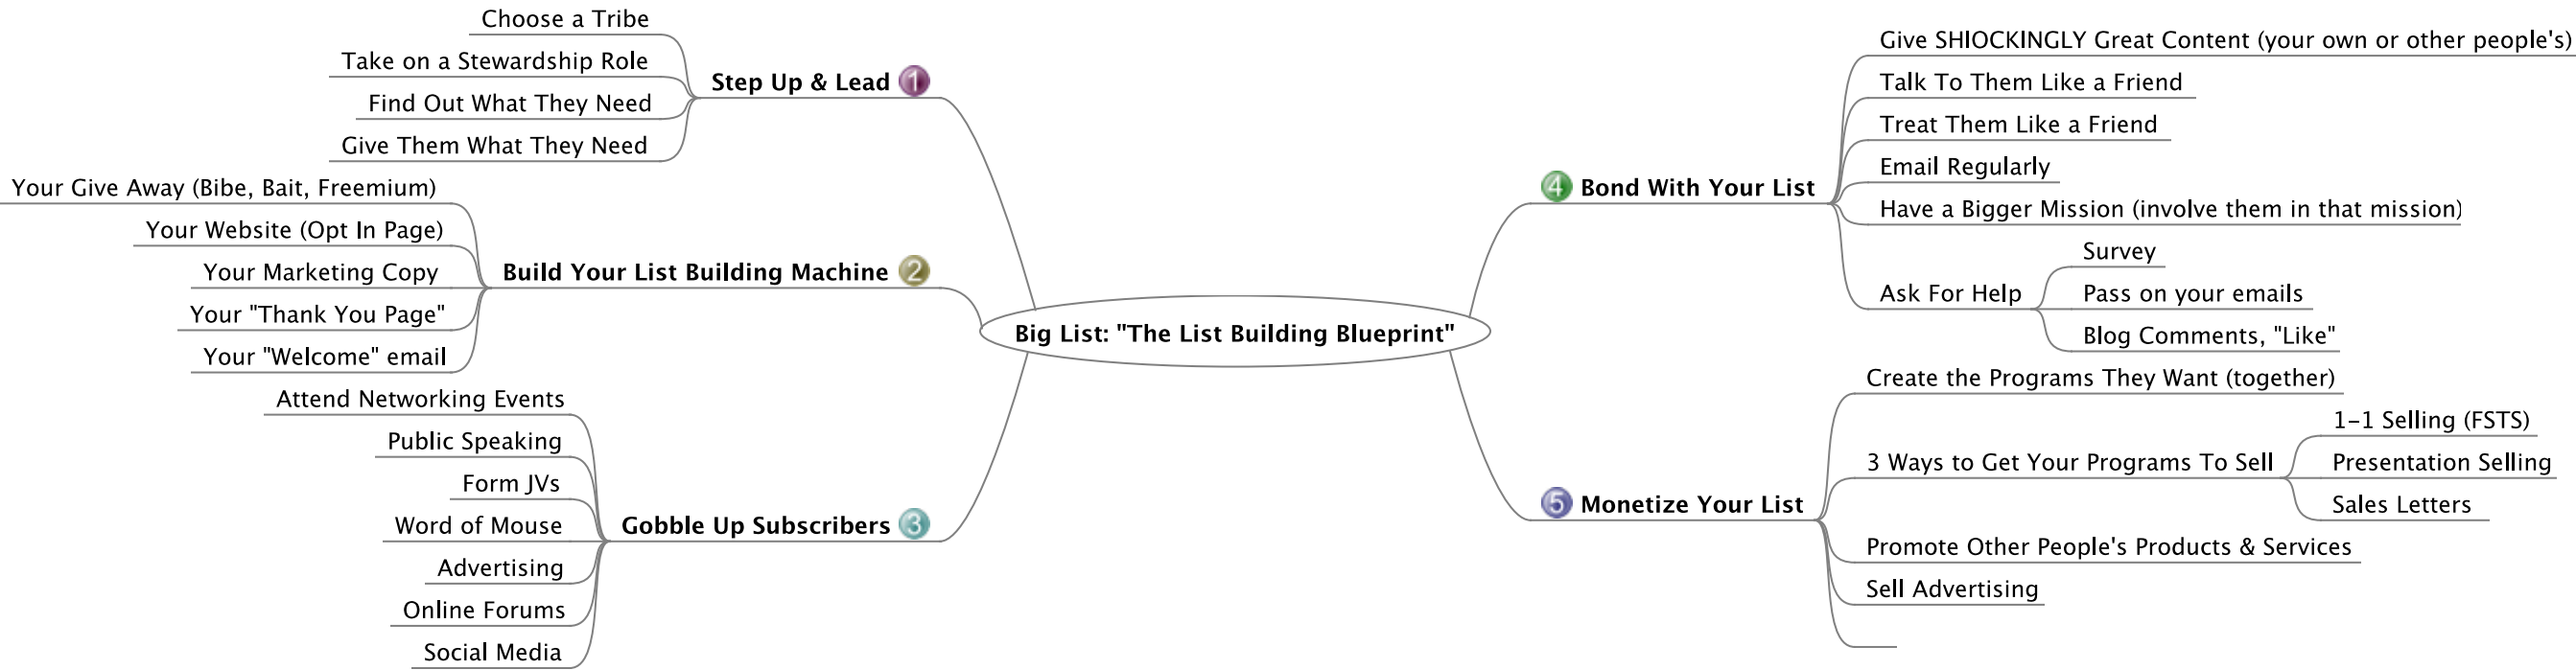 Big List: "The List Building Blueprint"
Step Up & Lead 1
Choose a Tribe
Take on a Stewardship Role
Find Out What They Need
Give Them What They Need
Build Your List Building Machine 2
Your Give Away (Bibe, Bait, Freemium)
Your Website (Opt In Page)
Your Marketing Copy
Your "Thank You Page"
Your "Welcome" email
Gobble Up Subscribers 3
Attend Networking Events
Public Speaking
Form JVs
Word of Mouse
Advertising
Online Forums
Social Media
4 Bond With Your List
Give SHIOCKINGLY Great Content (your own or other people's)
Talk To Them Like a Friend
Treat Them Like a Friend
Email Regularly
Have a Bigger Mission (involve them in that mission)
Ask For Help
Survey
Pass on your emails
Blog Comments, "Like"
5 Monetize Your List
Create the Programs They Want (together)
3 Ways to Get Your Programs To Sell
1-1 Selling (FSTS)
Presentation Selling
Sales Letters
Promote Other People's Products & Services
Sell Advertising